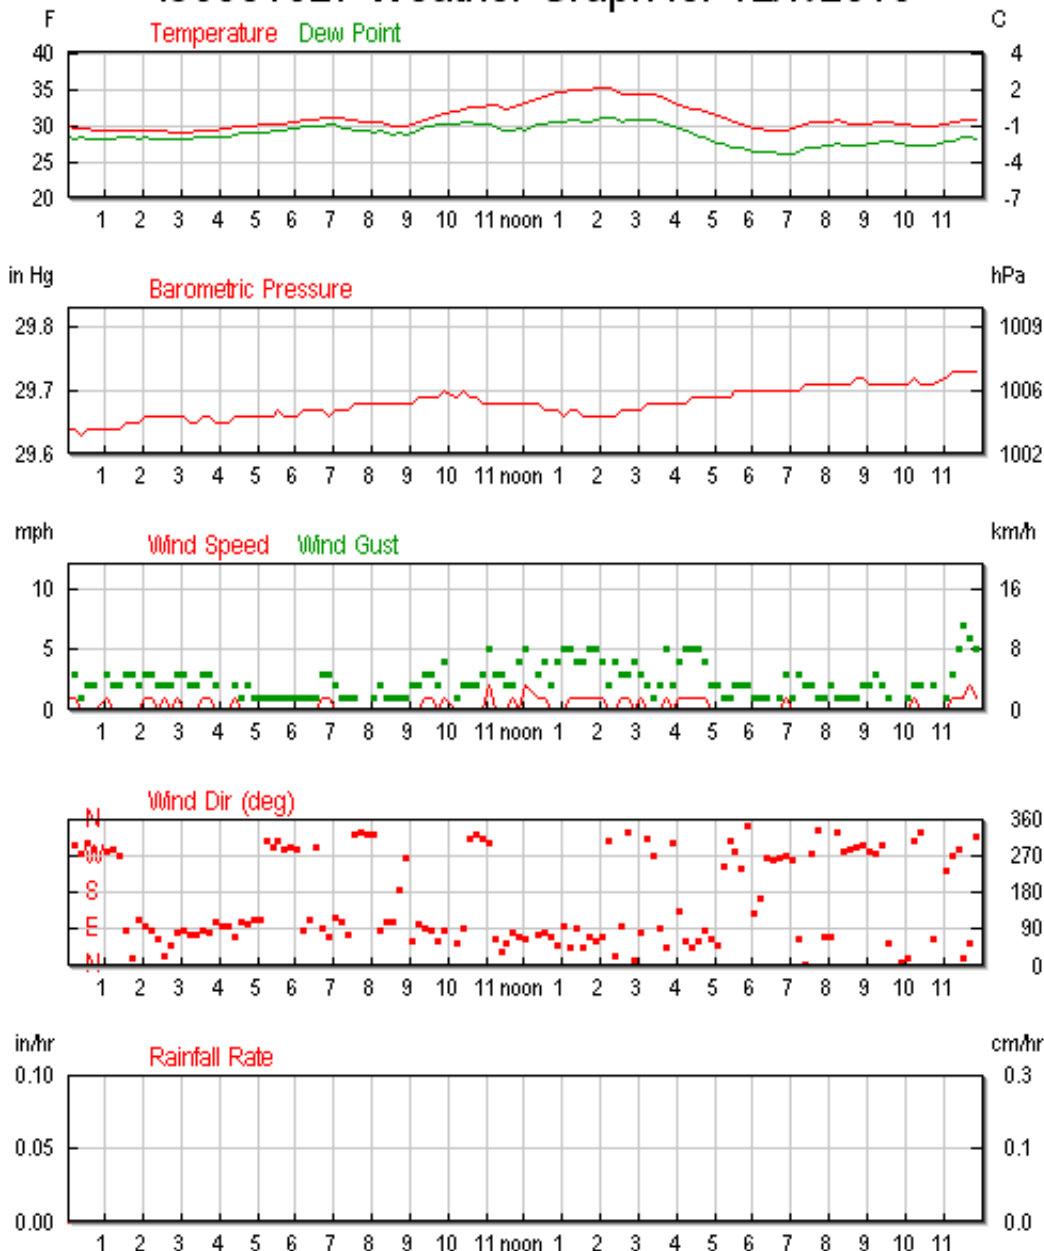 Weather Graph for
F C
Temperature Dew Point
40 4
35 2
30 -1
25 -4
20 -7
1 2 3 4 5 6 7 8 9 10 11 noon 1 2 3 4 5 6 7 8 9 10 11
in Hg hPa
Barometric Pressure
29.8 1009
29.7 1006
29.6 1002
1 2 3 4 5 6 7 8 9 10 11 noon 1 2 3 4 5 6 7 8 9 10 11
mph km/h
Wind Speed Wind Gust
10 16
5 8
0 0
1 2 3 4 5 6 7 8 9 10 11 noon 1 2 3 4 5 6 7 8 9 10 11
Wind Dir (deg)
N 360
W 270
S 180
E 90
N 0
1 2 3 4 5 6 7 8 9 10 11 noon 1 2 3 4 5 6 7 8 9 10 11
in/hr cm/hr
Rainfall Rate
0.10 0.3
0.05 0.1
0.00 0.0
1 2 3 4 5 6 7 8 9 10 11 noon 1 2 3 4 5 6 7 8 9 10 11